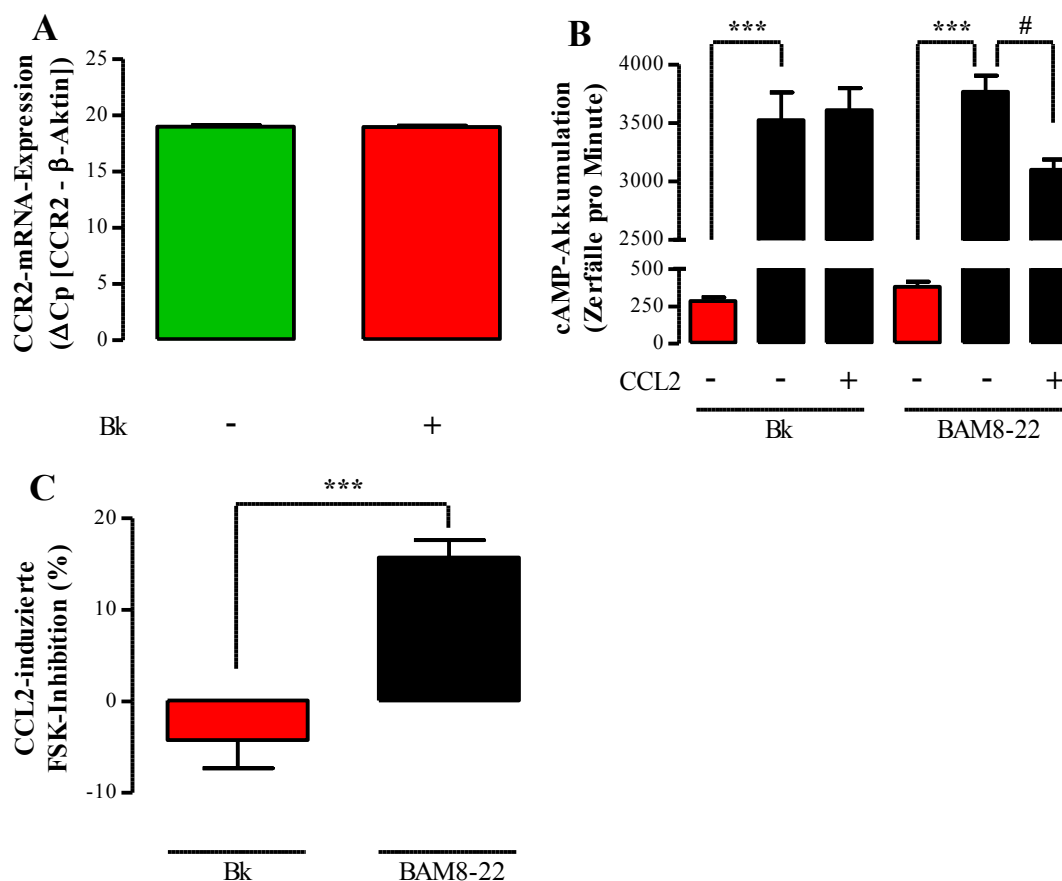 A
CCR2-mRNA-Expression
(ΔCp [CCR2 - β-Aktin])
25
20
15
10
5
0
Bk - +
B
*** *** #
cAMP-Akkumulation
(Zerfälle pro Minute)
4000
3500
3000
2500
500
250
0
CCL2 - - + - - +
Bk BAM8-22
C
***
CCL2-induzierte
FSK-Inhibition (%)
20
10
0
-10
Bk BAM8-22